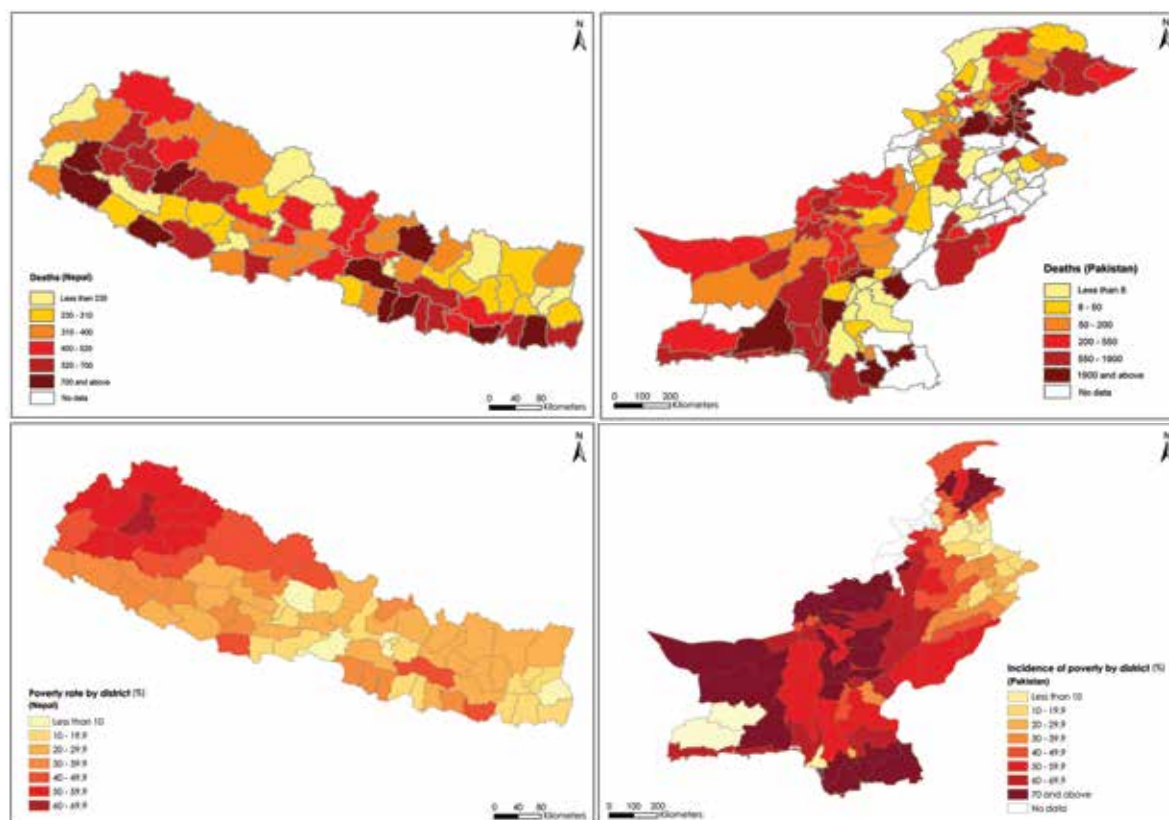 N
Deaths (Nepal)
Less than 230
230 - 310
310 - 400
400 - 520
520 - 700
700 and above
No data
0 40 80
Kilometers
N
Deaths (Pakistan)
Less than 8
8 - 50
50 - 200
200 - 550
550 - 1900
1900 and above
No data
0 100 200
Kilometers
N
Poverty rate by district (%)
(Nepal)
Less than 10
10 - 19.9
20 - 29.9
30 - 39.9
40 - 49.9
50 - 59.9
60 - 69.9
0 40 80
Kilometers
N
Incidence of poverty by district (%)
(Pakistan)
Less than 10
10 - 19.9
20 - 29.9
30 - 39.9
40 - 49.9
50 - 59.9
60 - 69.9
70 and above
No data
0 100 200
Kilometers